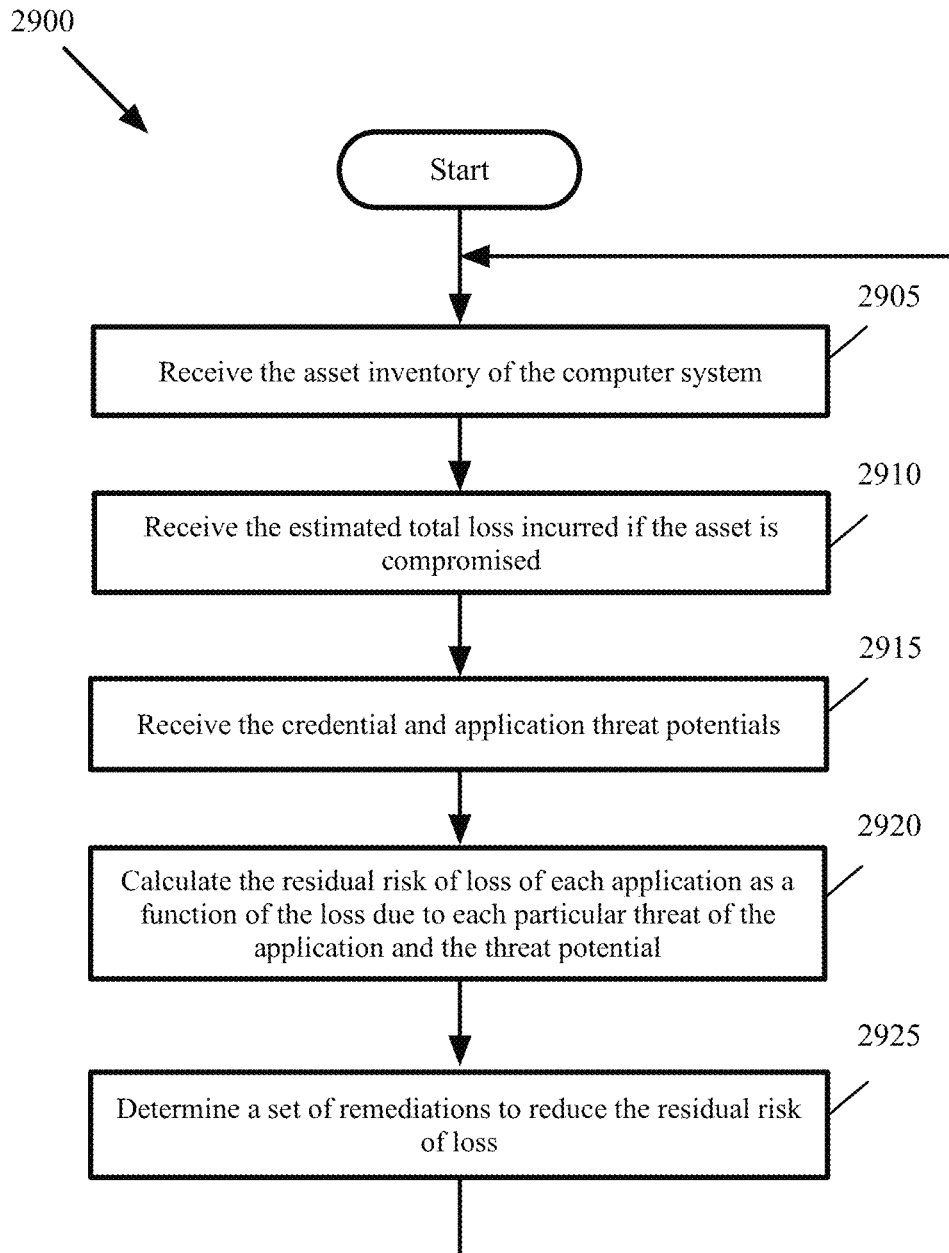 2900
Start
2905
Receive the asset inventory of the computer system
2910
Receive the estimated total loss incurred if the asset is
compromised
2915
Receive the credential and application threat potentials
2920
Calculate the residual risk of loss of each application as a
function of the loss due to each particular threat of the
application and the threat potential
2925
Determine a set of remediations to reduce the residual risk
of loss